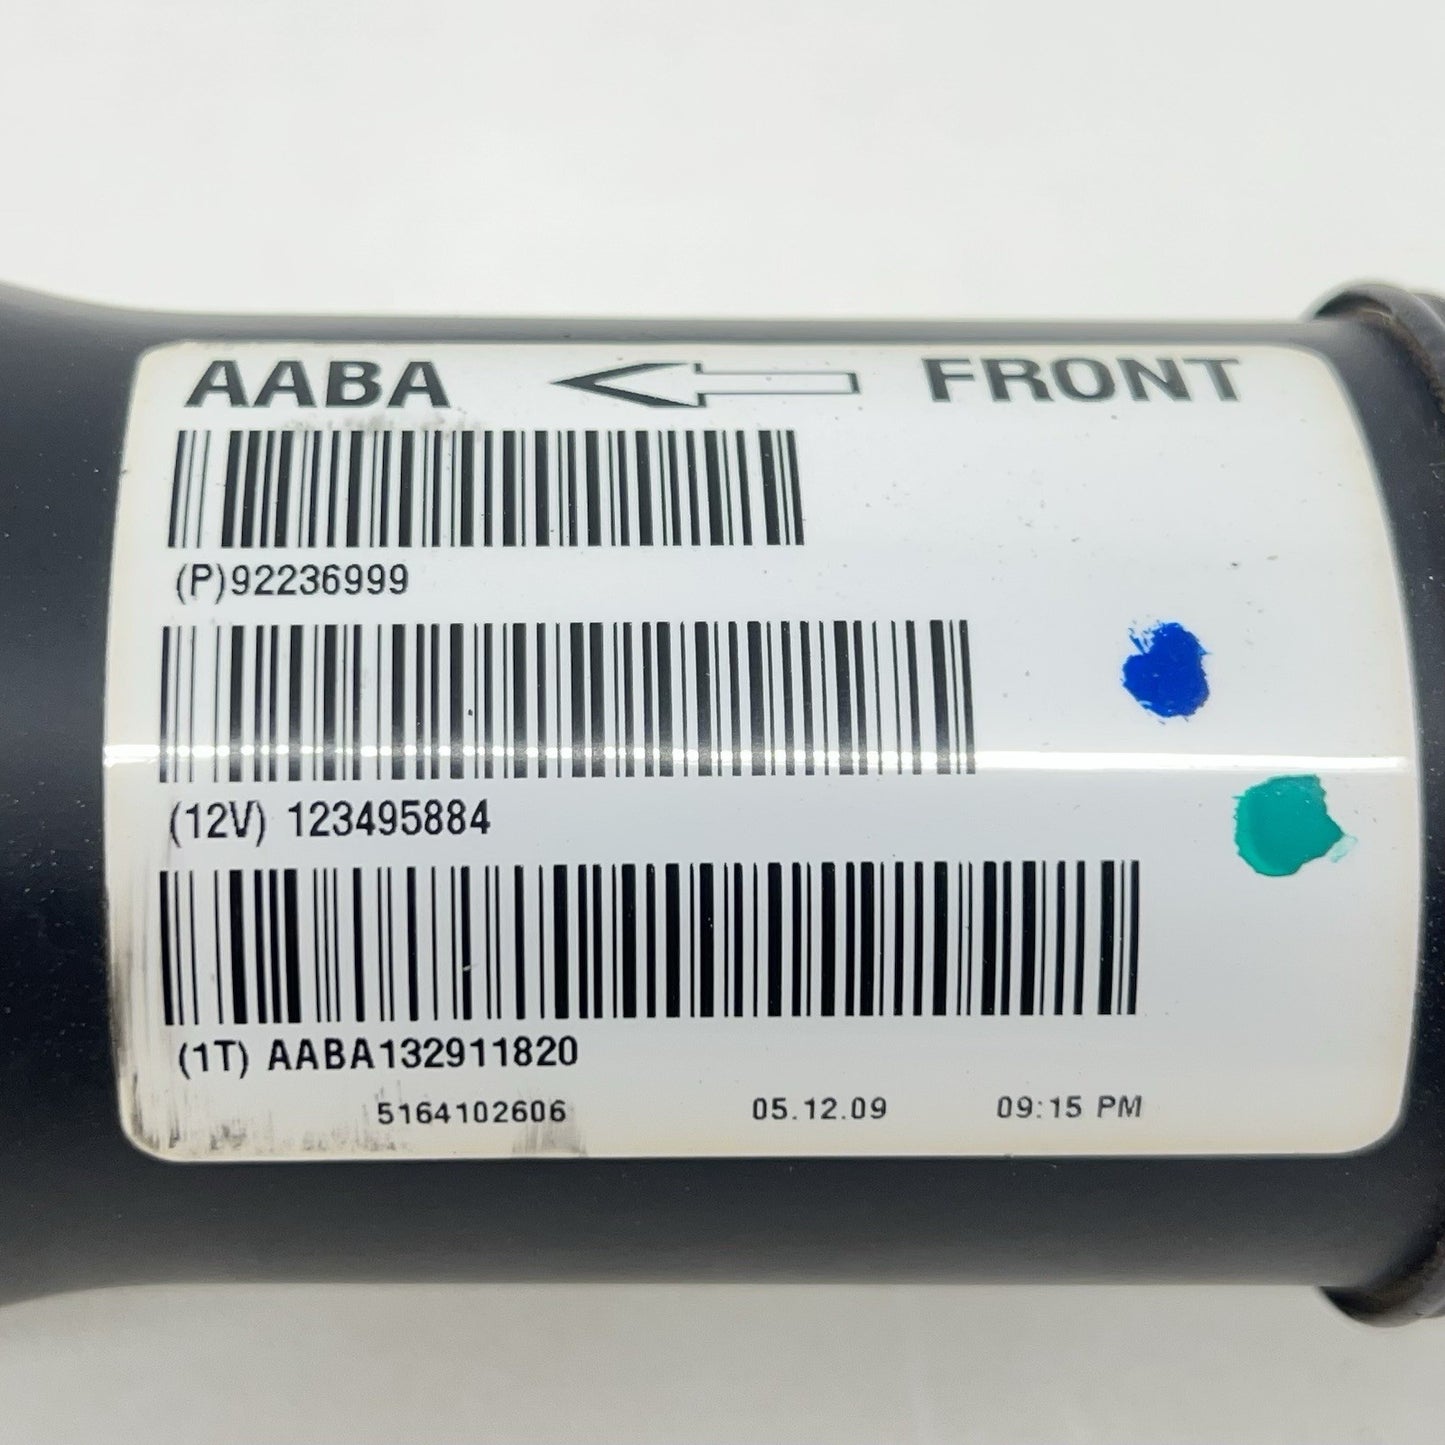 AABA FRONT
(P)92236999
(12V) 123495884
(1T) AABA132911820
5164102606 05.12.09 09:15 PM